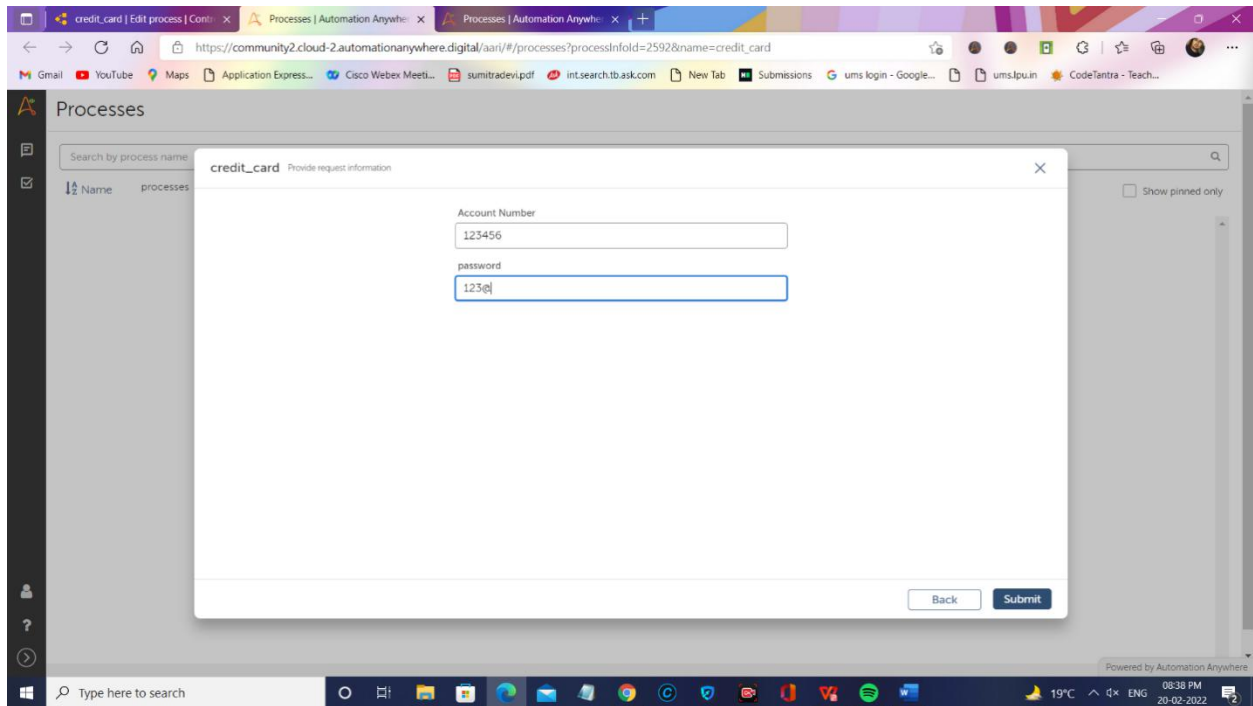 credit_card | Edit process | Contr
Processes | Automation Anywher
Processes | Automation Anywher
https://community2.cloud-2.automationanywhere.digital/aari/#/processes?processInfoId=2592&name=credit_card
Gmail YouTube Maps Application Express... Cisco Webex Meeti... sumitradevi.pdf int.search.tb.ask.com New Tab Submissions ums login - Google... ums.lpu.in CodeTantra - Teach...
Processes
Search by process name
Name processes
Show pinned only
credit_card Provide request information
Account Number
123456
password
123@
Back Submit
Powered by Automation Anywhere
Type here to search
19°C ENG 08:38 PM
20-02-2022
2